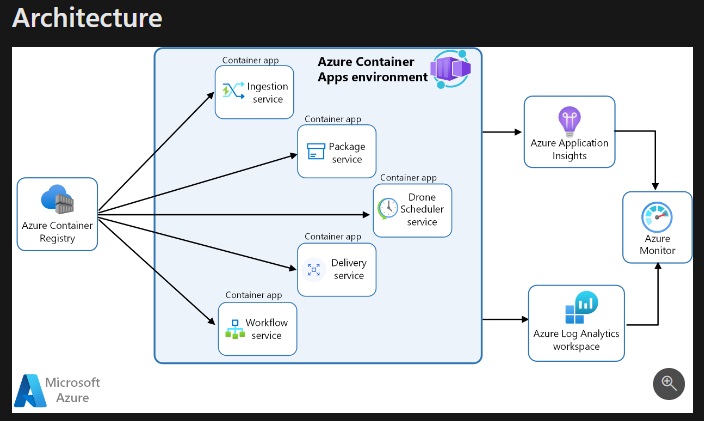 Architecture
Container app
Ingestion
service
Azure Container
Apps environment
Container app
Package
service
Container app
Drone
Scheduler
service
Container app
Delivery
service
Container app
Workflow
service
Azure Container
Registry
Azure Application
Insights
Azure
Monitor
Azure Log Analytics
workspace
Microsoft
Azure